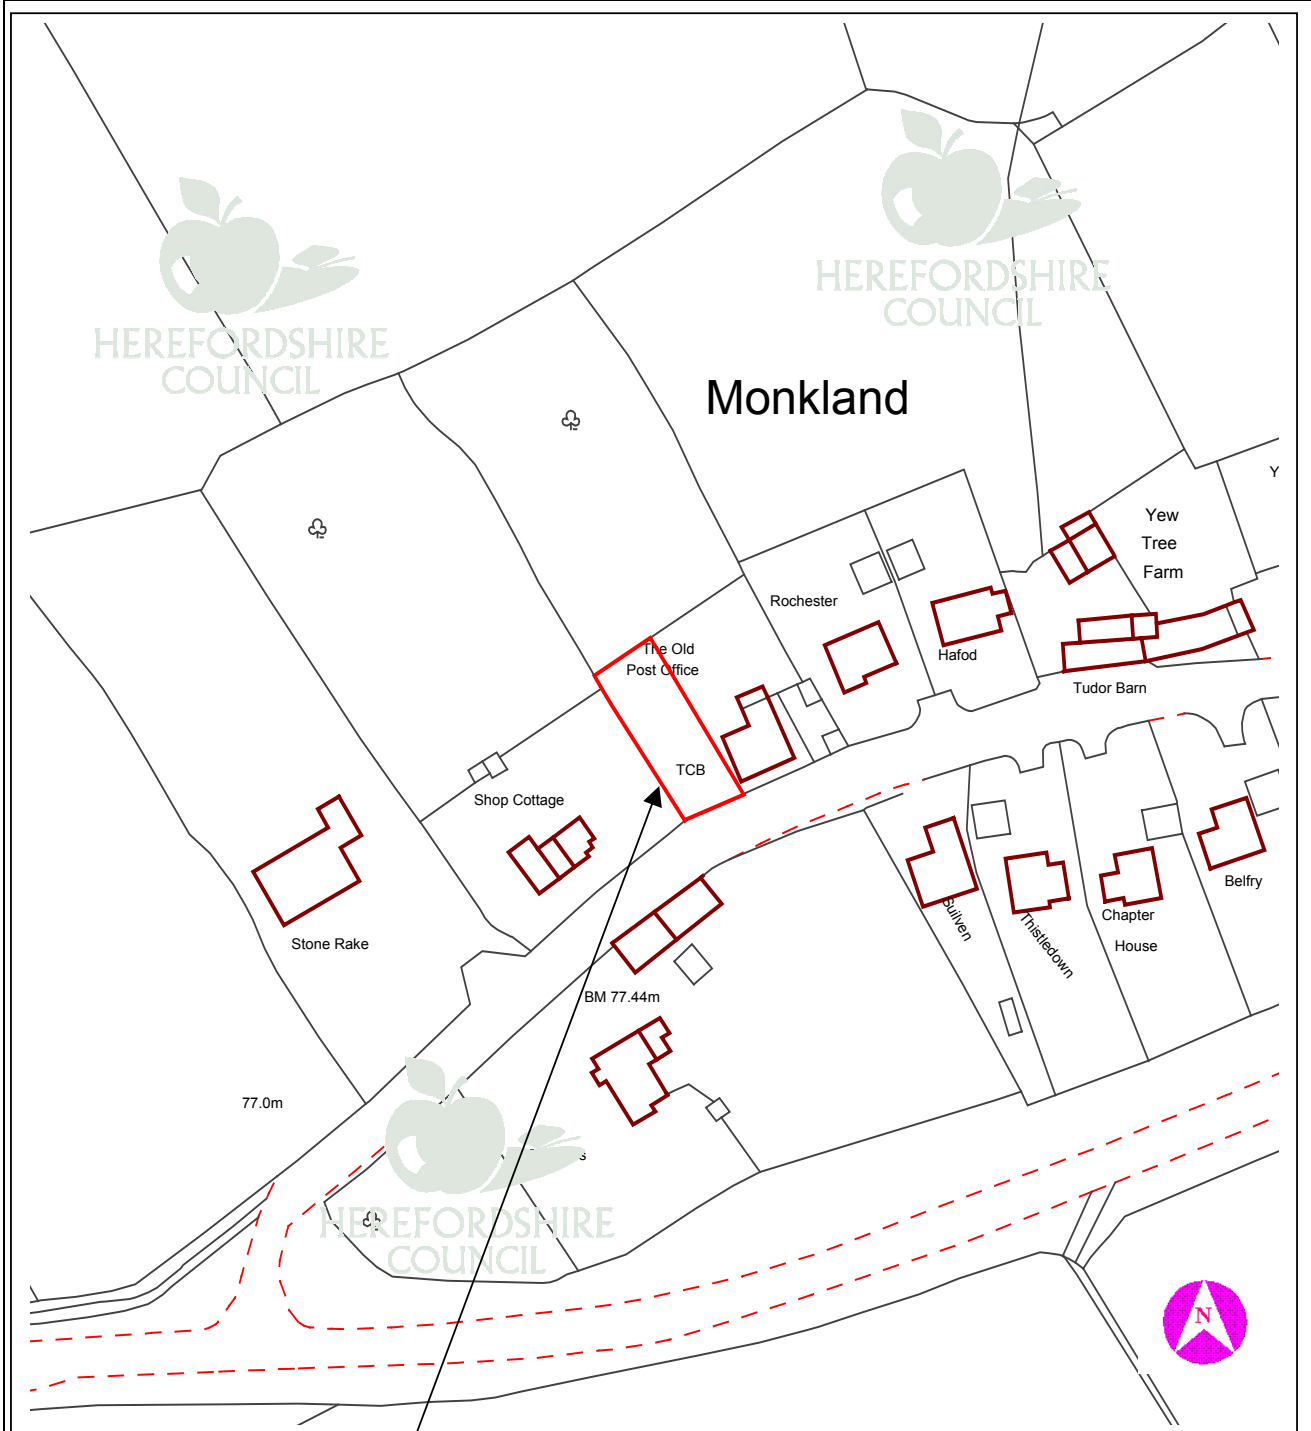 HEREFORDSHIRE
COUNCIL
HEREFORDSHIRE
COUNCIL
Monkland
Y
Yew
Tree
Farm
Rochester
The Old
Post Office
Hafod
Tudor Barn
TCB
Shop Cottage
Stone Rake
Suilven
Thistledown
Chapter
House
Belfry
BM 77.44m
77.0m
s
HEREFORDSHIRE
COUNCIL
N